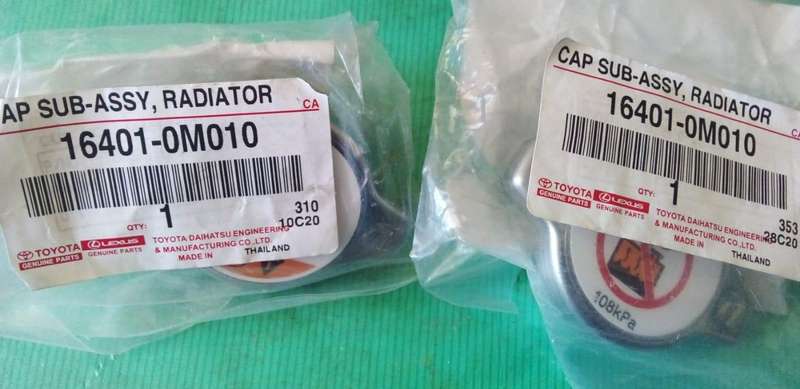 AP SUB-ASSY, RADIATOR
CA
16401-0M010
QTY:
1
310
10C20
TOYOTA
GENUINE PARTS
LEXUS
GENUINE PARTS
TOYOTA DAIHATSU ENGINEERING
& MANUFACTURING CO.,LTD.
MADE IN THAILAND
CAP SUB-ASSY, RADIATOR
CA
16401-0M010
QTY:
1
353
28C20
TOYOTA
GENUINE PARTS
LEXUS
GENUINE PARTS
TOYOTA DAIHATSU ENGINEERING
& MANUFACTURING CO.,LTD.
MADE IN THAILAND
108kPa